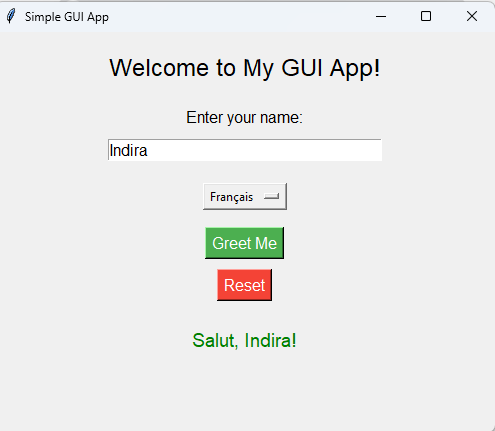 Simple GUI App
Welcome to My GUI App!
Enter your name:
Indira
Français
Greet Me
Reset
Salut, Indira!